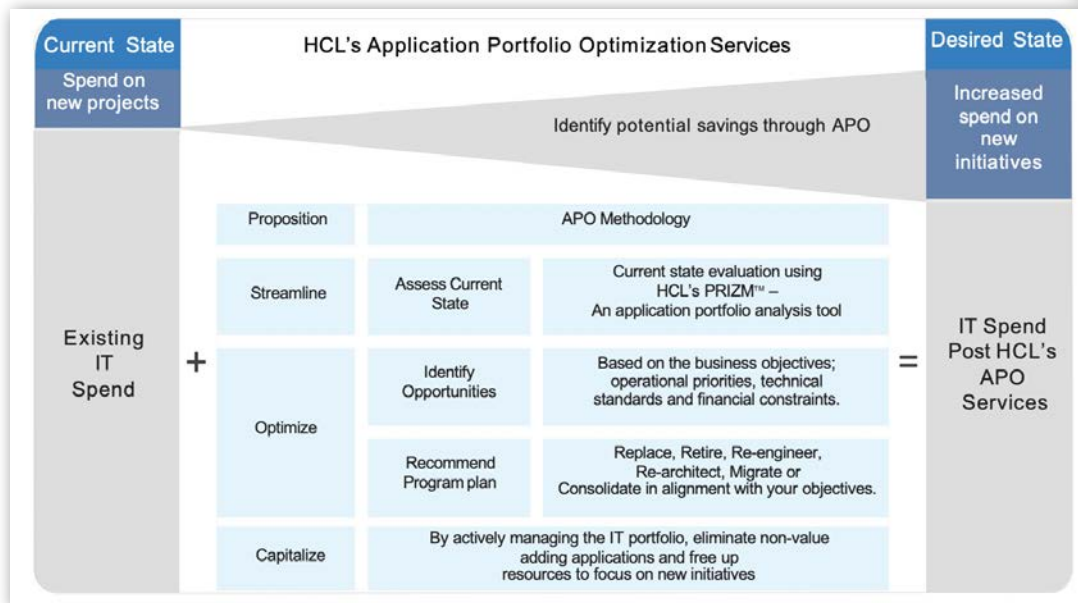 Current State
HCL's Application Portfolio Optimization Services
Desired State
Spend on
new projects
Identify potential savings through APO
Increased
spend on
new
initiatives
Existing
IT
Spend
+
Proposition
APO Methodology
Streamline
Assess Current
State
Current state evaluation using
HCL's PRIZM™ –
An application portfolio analysis tool
Optimize
Identify
Opportunities
Based on the business objectives;
operational priorities, technical
standards and financial constraints.
Recommend
Program plan
Replace, Retire, Re-engineer,
Re-architect, Migrate or
Consolidate in alignment with your objectives.
Capitalize
By actively managing the IT portfolio, eliminate non-value
adding applications and free up
resources to focus on new initiatives
=
IT Spend
Post HCL's
APO
Services